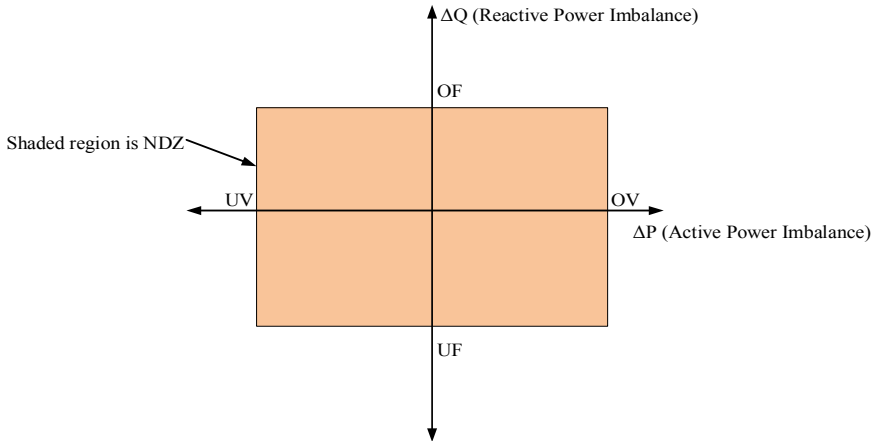 ΔQ (Reactive Power Imbalance)
OF
Shaded region is NDZ
UV
OV
ΔP (Active Power Imbalance)
UF